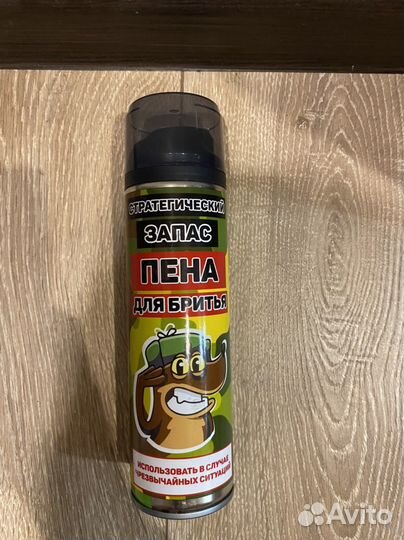 СТРАТЕГИЧЕСКИЙ
ЗАПАС
ПЕНА
ДЛЯ БРИТЬЯ
ИСПОЛЬЗОВАТЬ В СЛУЧАЕ
ЧРЕЗВЫЧАЙНЫХ СИТУАЦИЙ
Avito